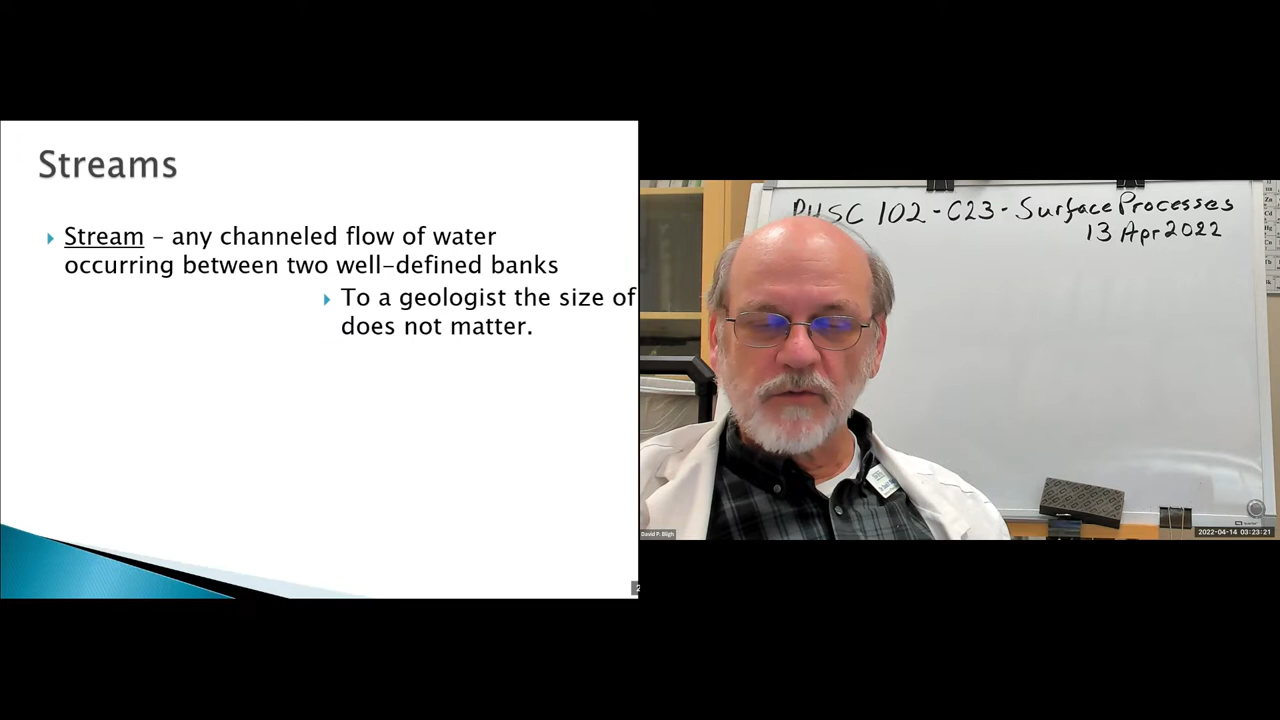 Streams
Stream – any channeled flow of water
occurring between two well-defined banks
To a geologist the size of
does not matter.
PHSC 102 - C23 - Surface Processes
13 Apr 2022
David P. Bligh
2022-04-14 03:23:21